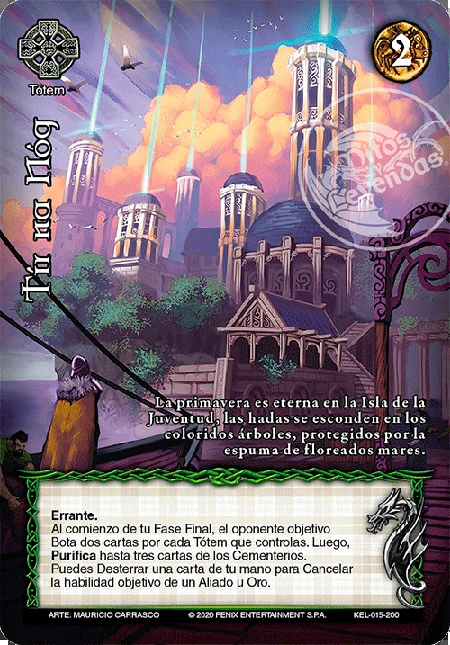 2
Tótem
Tír na Nóg
Mitos
Leyendas
La primavera es eterna en la Isla de la
Juventud, las hadas se esconden en los
coloridos árboles, protegidos por la
espuma de floreados mares.
Errante.
Al comienzo de tu Fase Final, el oponente objetivo
Bota dos cartas por cada Tótem que controlas. Luego,
Purifica hasta tres cartas de los Cementerios.
Puedes Desterrar una carta de tu mano para Cancelar
la habilidad objetivo de un Aliado u Oro.
ARTE. MAURICIO CARRASCO © 2020 FENIX ENTERTAINMENT S.P.A. KEL-015-200